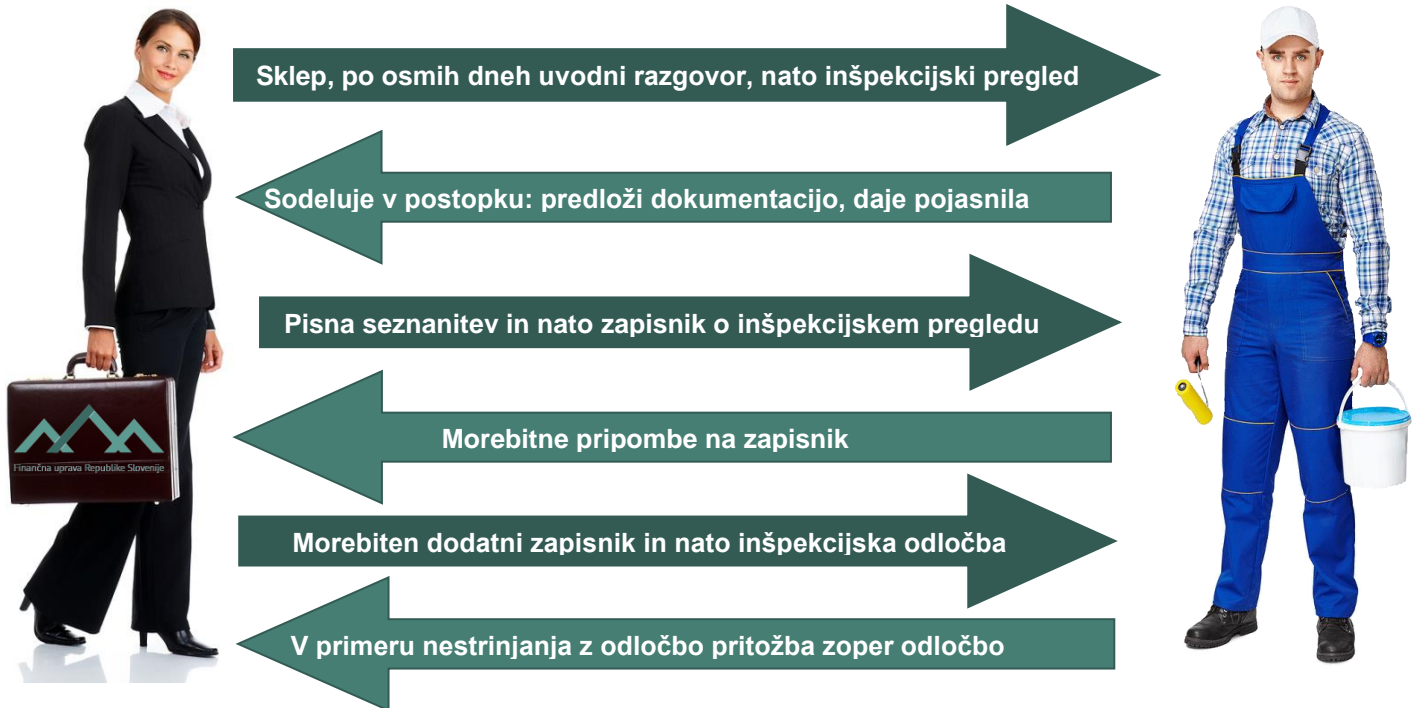 Sklep, po osmih dneh uvodni razgovor, nato inšpekcijski pregled
Sodeluje v postopku: predloži dokumentacijo, daje pojasnila
Pisna seznanitev in nato zapisnik o inšpekcijskem pregledu
Morebitne pripombe na zapisnik
Finančna uprava Republike Slovenije
Morebiten dodatni zapisnik in nato inšpekcijska odločba
V primeru nestrinjanja z odločbo pritožba zoper odločbo